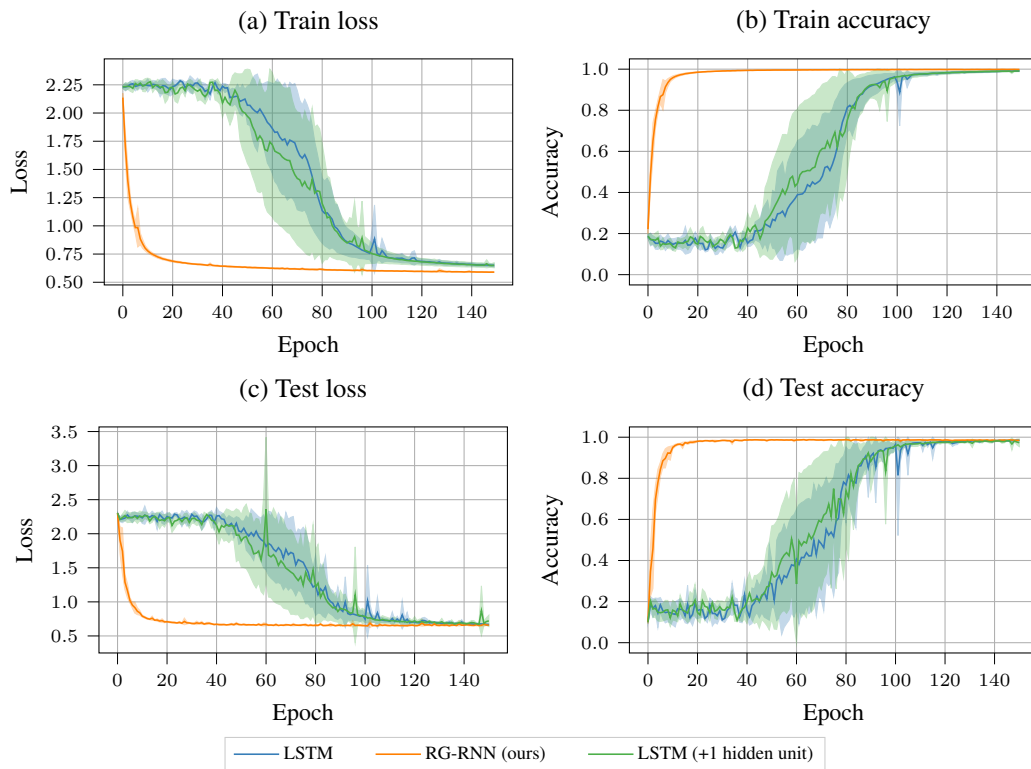 (a) Train loss
2.25
2.00
1.75
1.50
1.25
1.00
0.75
0.50
Loss
0 20 40 60 80 100 120 140
Epoch
(b) Train accuracy
1.0
0.8
0.6
0.4
0.2
0.0
Accuracy
0 20 40 60 80 100 120 140
Epoch
(c) Test loss
3.5
3.0
2.5
2.0
1.5
1.0
0.5
Loss
0 20 40 60 80 100 120 140
Epoch
(d) Test accuracy
1.0
0.8
0.6
0.4
0.2
0.0
Accuracy
0 20 40 60 80 100 120 140
Epoch
LSTM RG-RNN (ours) LSTM (+1 hidden unit)